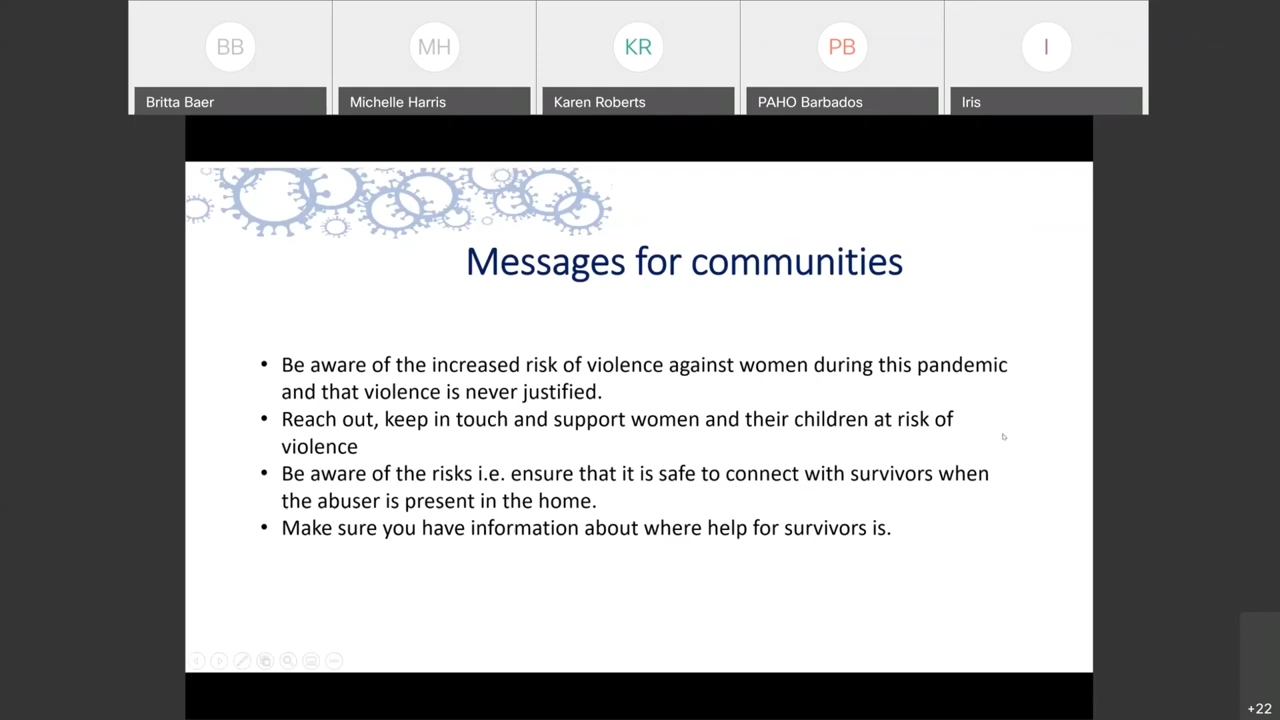 BB
MH
KR
PB
I
Britta Baer
Michelle Harris
Karen Roberts
PAHO Barbados
Iris
Messages for communities
• Be aware of the increased risk of violence against women during this pandemic
and that violence is never justified.
• Reach out, keep in touch and support women and their children at risk of
violence
• Be aware of the risks i.e. ensure that it is safe to connect with survivors when
the abuser is present in the home.
• Make sure you have information about where help for survivors is.
+22